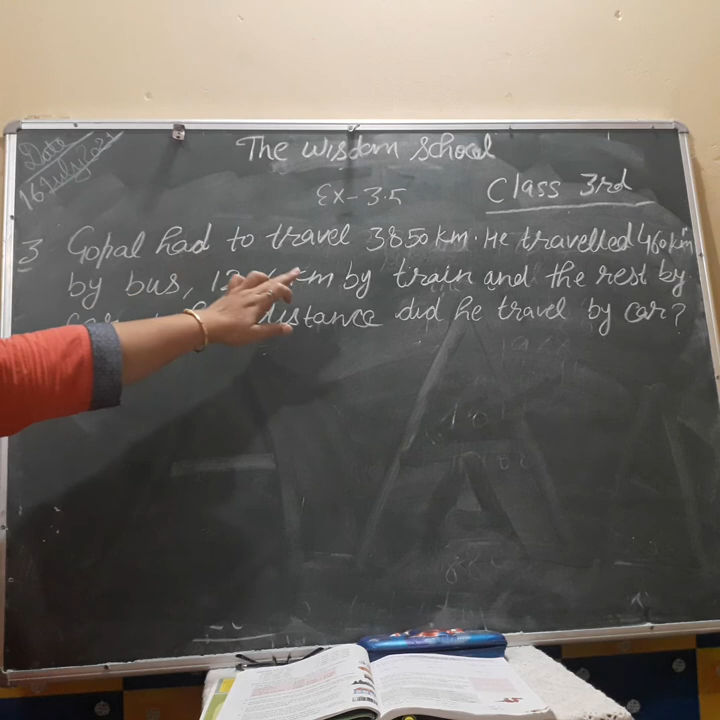 Date
16 July 2021
The Wisdom School
Ex-3.5
Class 3rd
3 Gopal had to travel 3850 km. He travelled 460 km
by bus, km by train and the rest by
distance did he travel by car?